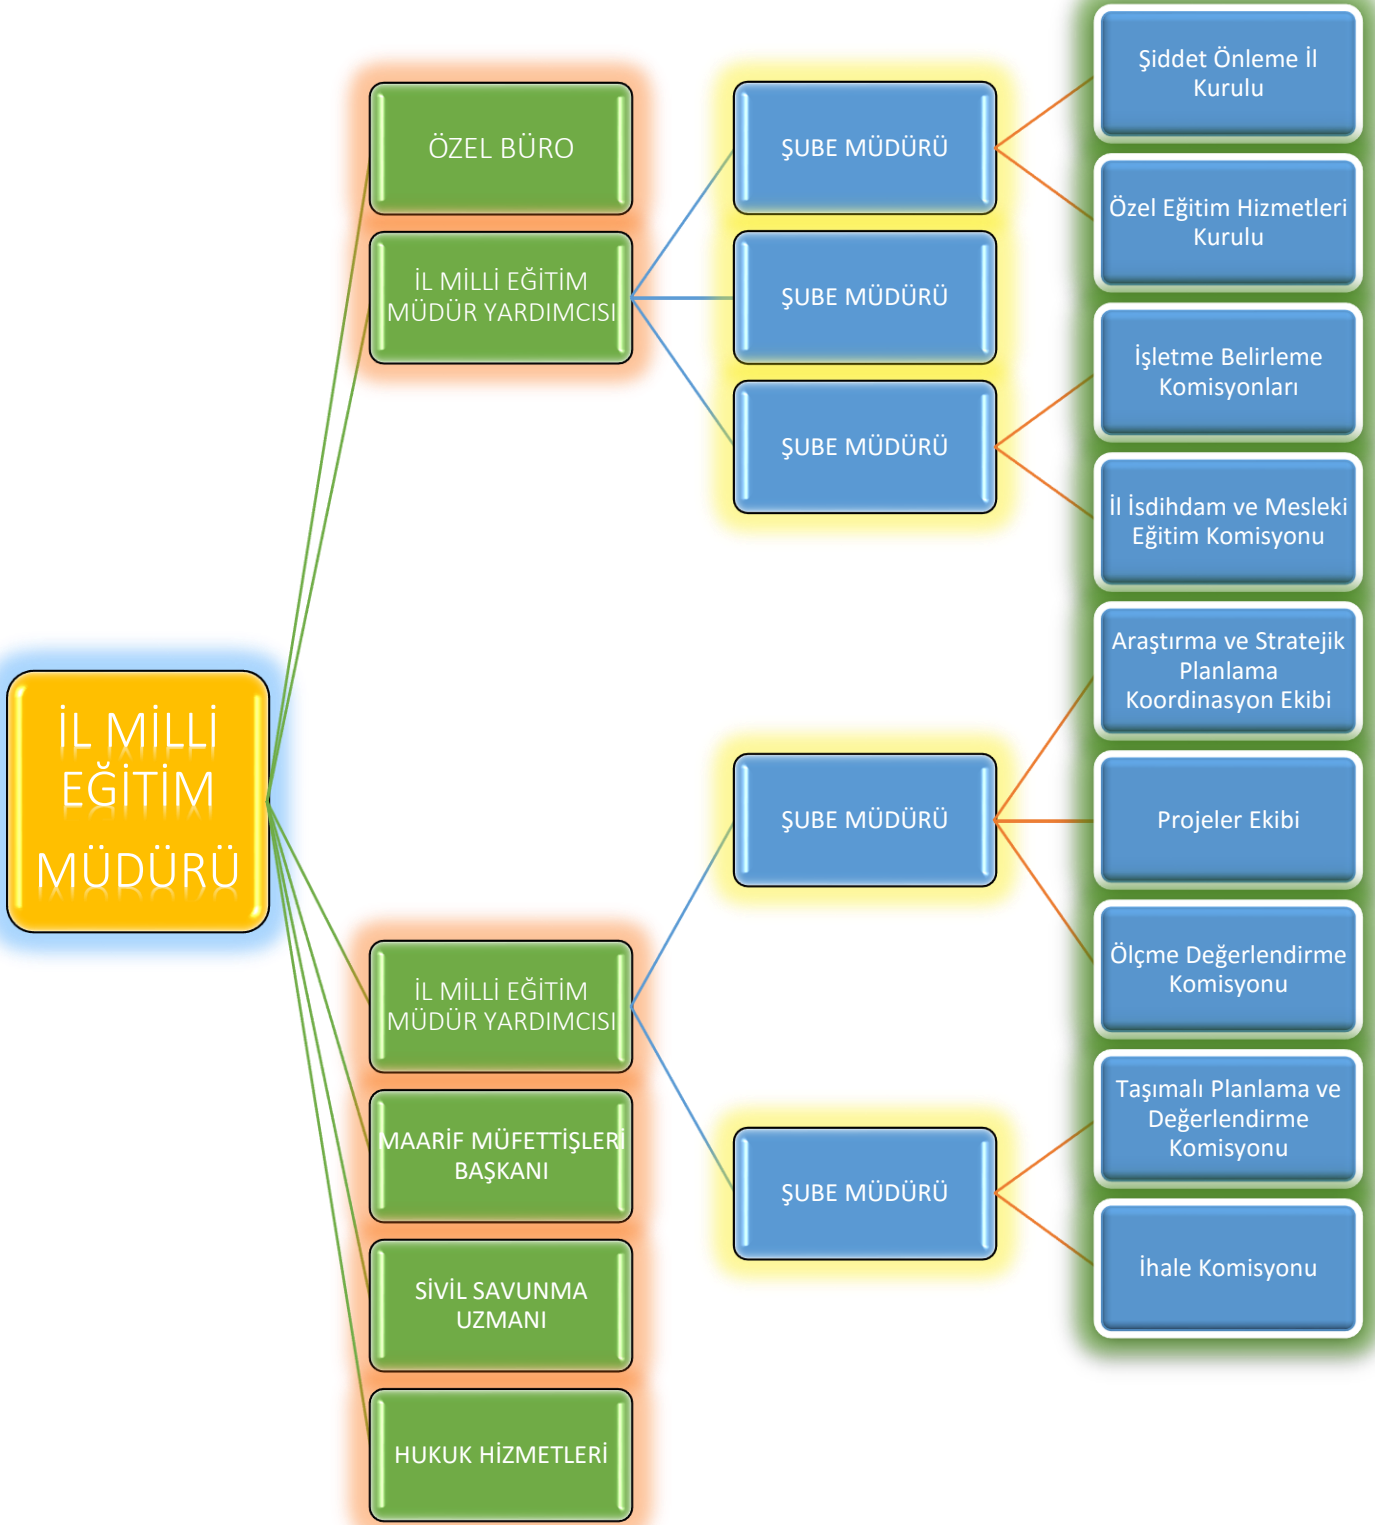 İL MİLLİ
EĞİTİM
MÜDÜRÜ
ÖZEL BÜRO
İL MİLLİ EĞİTİM
MÜDÜR YARDIMCISI
ŞUBE MÜDÜRÜ
Şiddet Önleme İl
Kurulu
Özel Eğitim Hizmetleri
Kurulu
ŞUBE MÜDÜRÜ
ŞUBE MÜDÜRÜ
İşletme Belirleme
Komisyonları
İl İsdihdam ve Mesleki
Eğitim Komisyonu
İL MİLLİ EĞİTİM
MÜDÜR YARDIMCISI
ŞUBE MÜDÜRÜ
Araştırma ve Stratejik
Planlama
Koordinasyon Ekibi
Projeler Ekibi
Ölçme Değerlendirme
Komisyonu
ŞUBE MÜDÜRÜ
Taşımalı Planlama ve
Değerlendirme
Komisyonu
İhale Komisyonu
MAARİF MÜFETTİŞLERİ
BAŞKANI
SİVİL SAVUNMA
UZMANI
HUKUK HİZMETLERİ